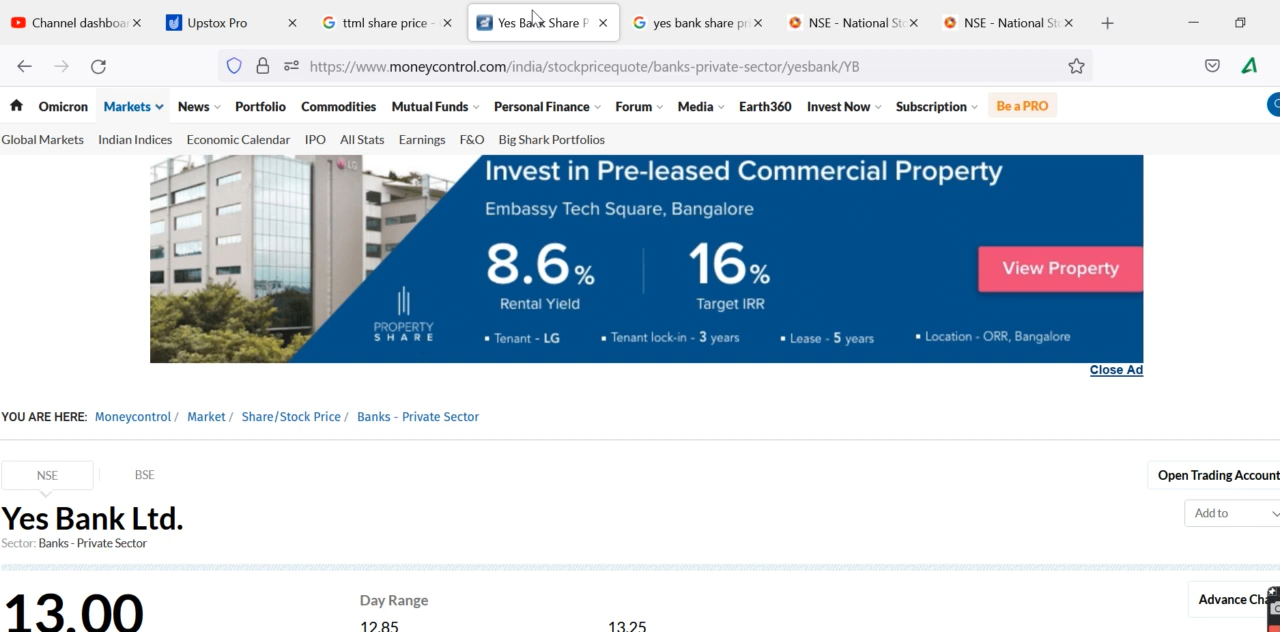 Channel dashboar Upstox Pro ttml share price - Yes Bank Share P yes bank share pri NSE - National Sto NSE - National St
https://www.moneycontrol.com/india/stockpricequote/banks-private-sector/yesbank/YB
Omicron Markets News Portfolio Commodities Mutual Funds Personal Finance Forum Media Earth360 Invest Now Subscription Be a PRO
Global Markets Indian Indices Economic Calendar IPO All Stats Earnings F&O Big Shark Portfolios
LG
Invest in Pre-leased Commercial Property
Embassy Tech Square, Bangalore
8.6% 16%
Rental Yield Target IRR
View Property
PROPERTY
SHARE
▪ Tenant - LG ▪ Tenant lock-in - 3 years ▪ Lease - 5 years ▪ Location - ORR, Bangalore
Close Ad
YOU ARE HERE: Moneycontrol / Market / Share/Stock Price / Banks - Private Sector
NSE BSE
Open Trading Account
Yes Bank Ltd.
Add to
Sector: Banks - Private Sector
13.00
Day Range
Advance Cha
12.85 13.25